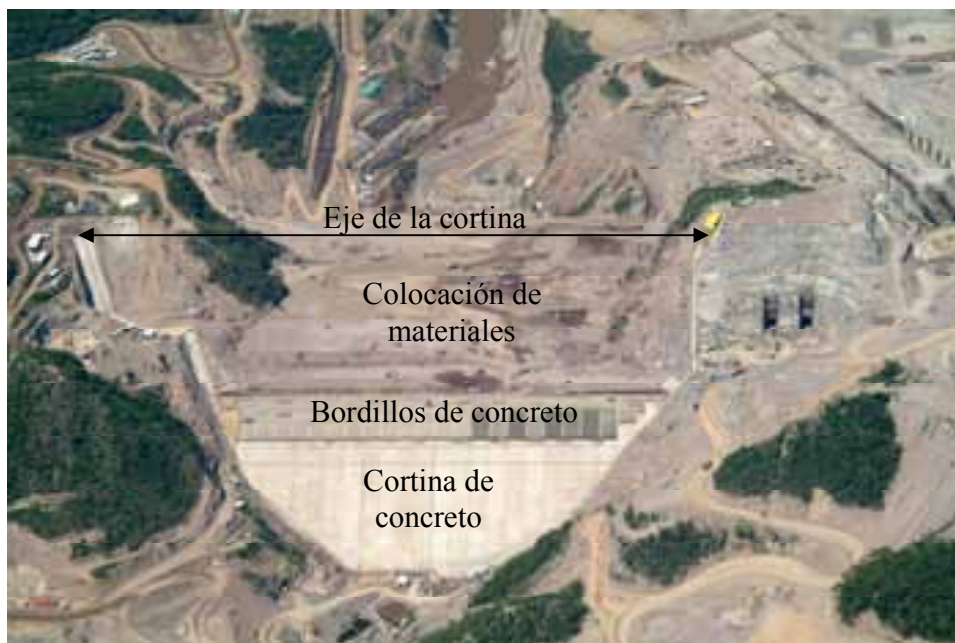 Eje de la cortina
Colocación de
materiales
Bordillos de concreto
Cortina de
concreto